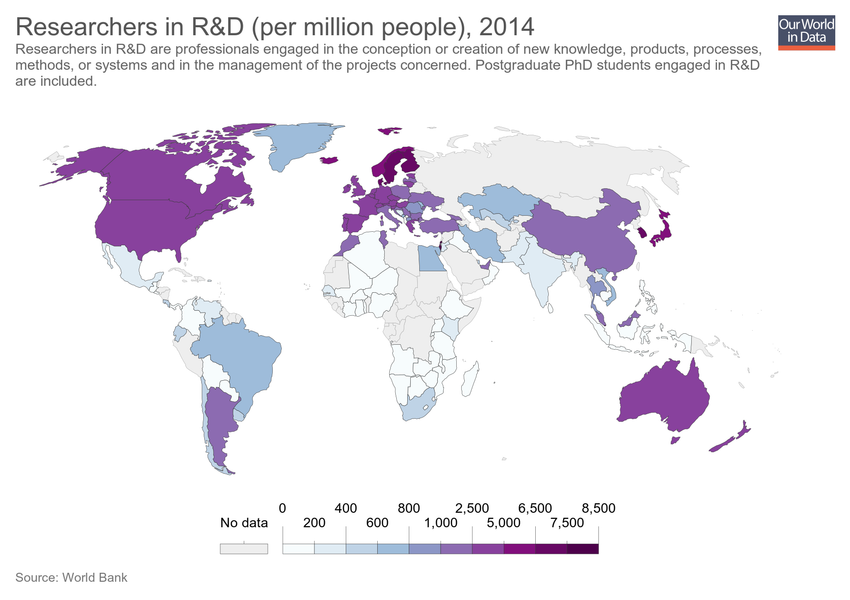 Researchers in R&D (per million people), 2014
Our World
in Data
Researchers in R&D are professionals engaged in the conception or creation of new knowledge, products, processes,
methods, or systems and in the management of the projects concerned. Postgraduate PhD students engaged in R&D
are included.
0 400 800 2,500 6,500 8,500
No data 200 600 1,000 5,000 7,500
Source: World Bank